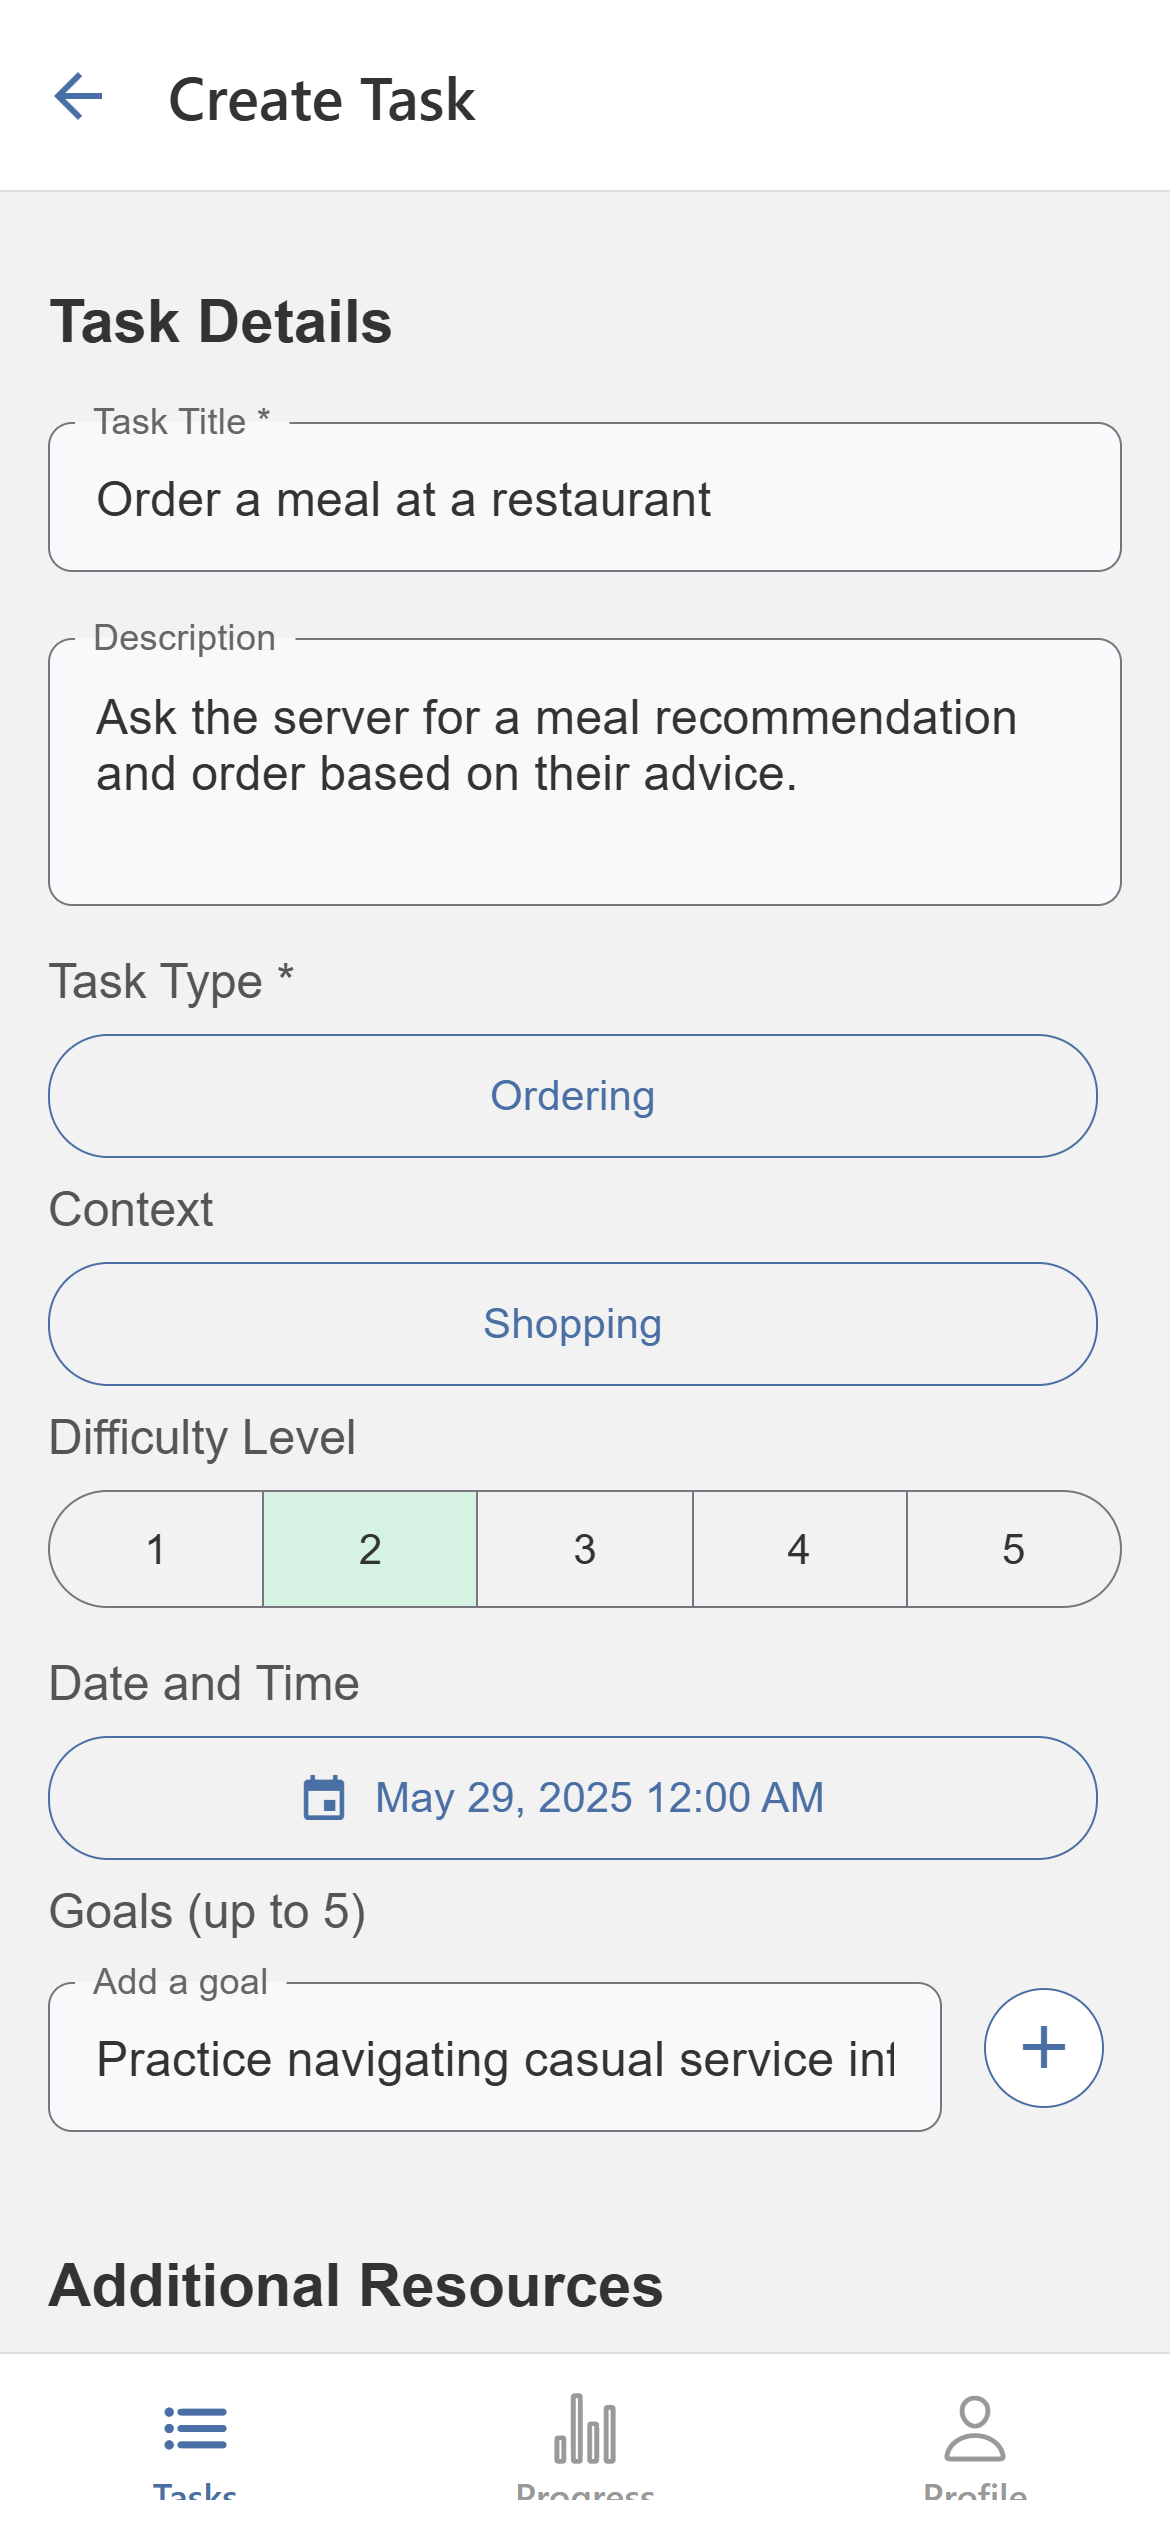 Create Task
Task Details
Task Title *
Order a meal at a restaurant
Description
Ask the server for a meal recommendation
and order based on their advice.
Task Type *
Ordering
Context
Shopping
Difficulty Level
1 2 3 4 5
Date and Time
May 29, 2025 12:00 AM
Goals (up to 5)
Add a goal
Practice navigating casual service
Additional Resources
Tasks Progress Profile